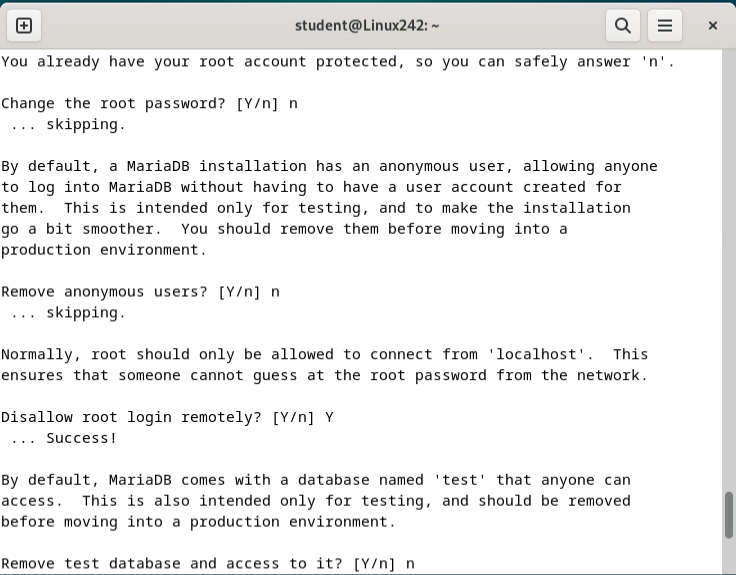 student@Linux242: ~
You already have your root account protected, so you can safely answer 'n'.
Change the root password? [Y/n] n
 ... skipping.
By default, a MariaDB installation has an anonymous user, allowing anyone
to log into MariaDB without having to have a user account created for
them.  This is intended only for testing, and to make the installation
go a bit smoother.  You should remove them before moving into a
production environment.
Remove anonymous users? [Y/n] n
 ... skipping.
Normally, root should only be allowed to connect from 'localhost'.  This
ensures that someone cannot guess at the root password from the network.
Disallow root login remotely? [Y/n] Y
 ... Success!
By default, MariaDB comes with a database named 'test' that anyone can
access.  This is also intended only for testing, and should be removed
before moving into a production environment.
Remove test database and access to it? [Y/n] n